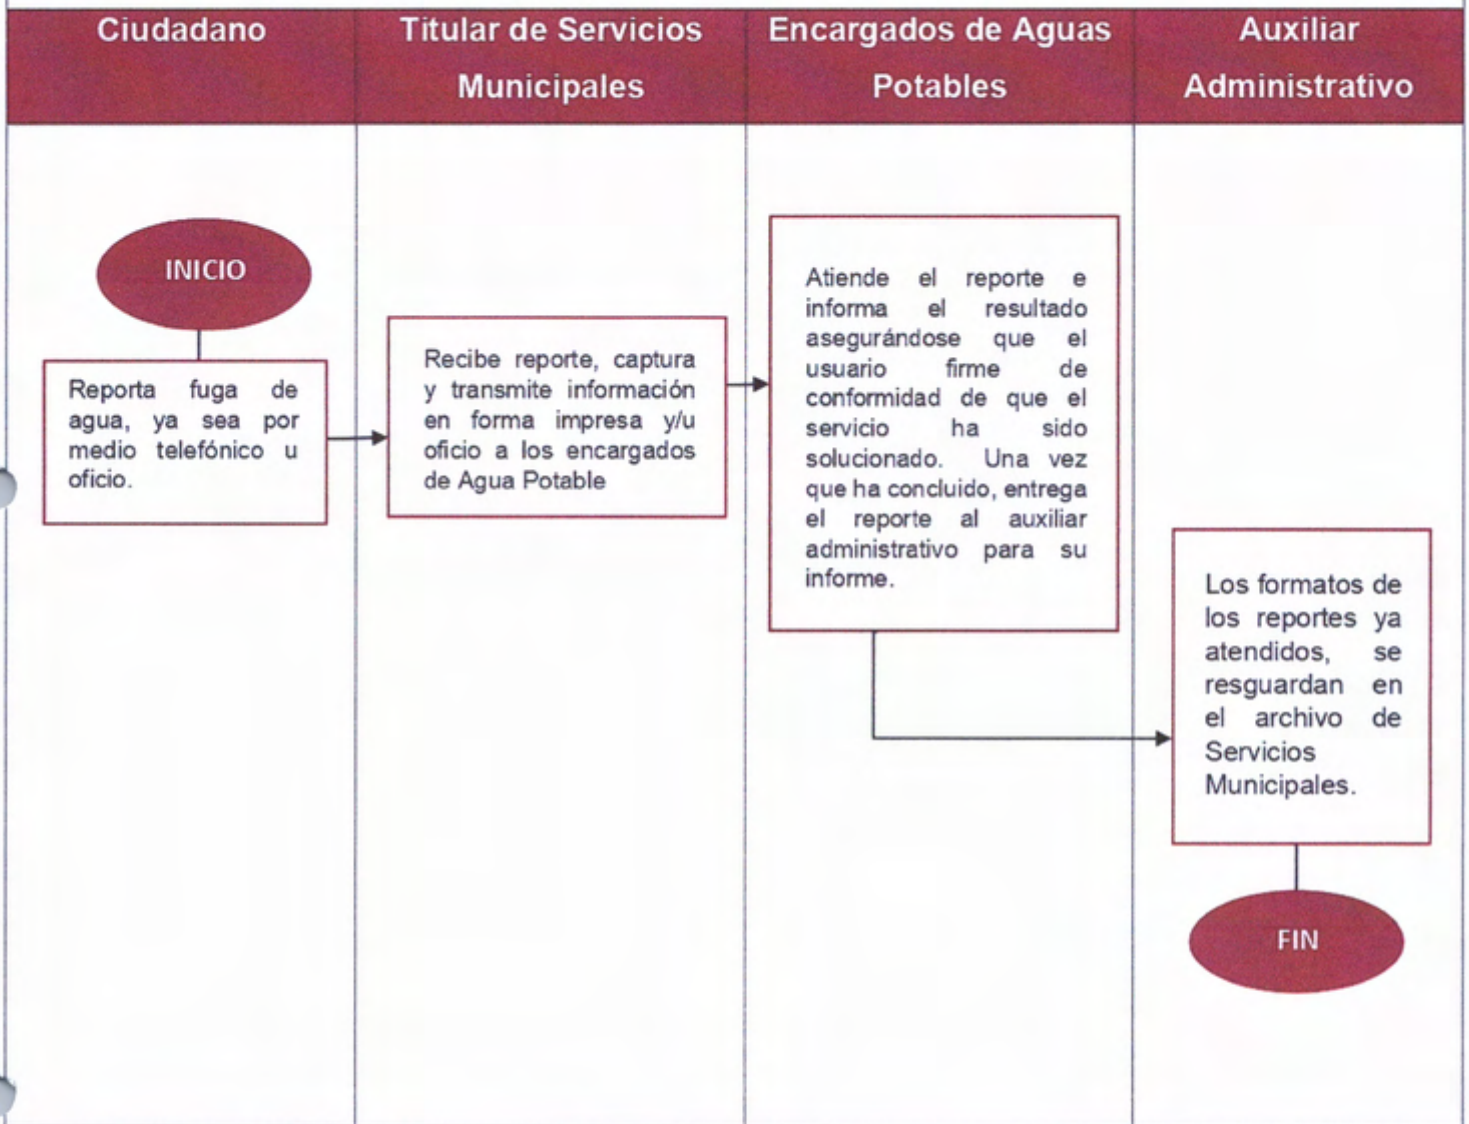 Ciudadano
Titular de Servicios
Municipales
Encargados de Aguas
Potables
Auxiliar
Administrativo
INICIO
Reporta fuga de
agua, ya sea por
medio telefónico u
oficio.
Recibe reporte, captura
y transmite información
en forma impresa y/u
oficio a los encargados
de Agua Potable
Atiende el reporte e
informa el resultado
asegurándose que el
usuario firme de
conformidad de que el
servicio ha sido
solucionado. Una vez
que ha concluido, entrega
el reporte al auxiliar
administrativo para su
informe.
Los formatos de
los reportes ya
atendidos, se
resguardan en
el archivo de
Servicios
Municipales.
FIN